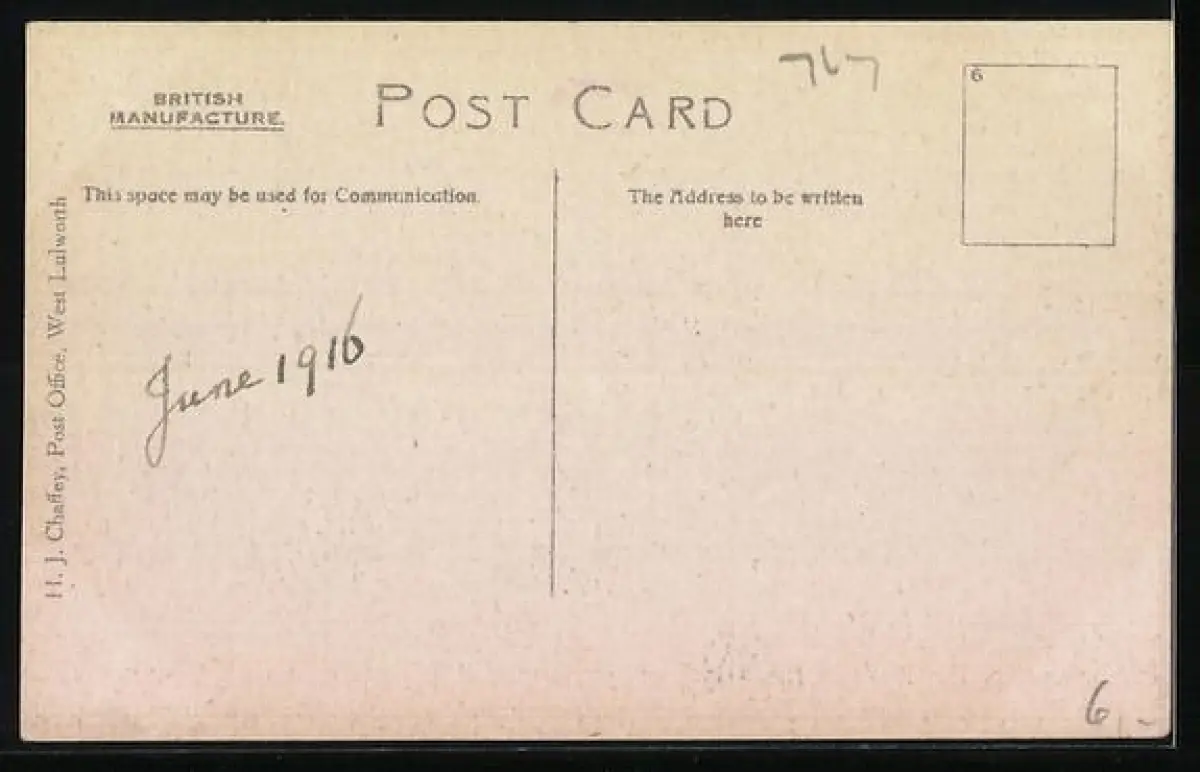 BRITISH
MANUFACTURE.
POST CARD
767
6
This space may be used for Communication.
The Address to be written
here
H. J. Chaffey, Post Office, West Lulworth
June 1916
6,-